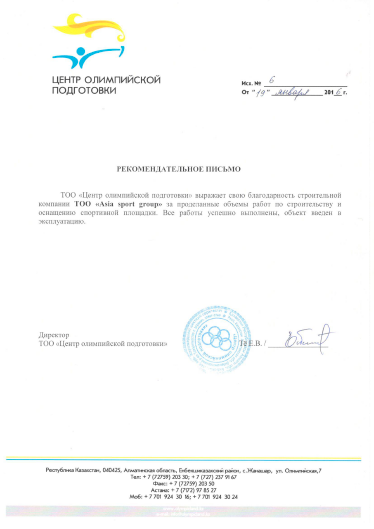 ЦЕНТР ОЛИМПИЙСКОЙ
ПОДГОТОВКИ
Исх. № 6
От "19" января 2016 г.
РЕКОМЕНДАТЕЛЬНОЕ ПИСЬМО
ТОО «Центр олимпийской подготовки» выражает свою благодарность строительной
компании ТОО «Asia sport group» за проделанные объемы работ по строительству и
оснащению спортивной площадки. Все работы успешно выполнены, объект введен в
эксплуатацию.
Директор
ТОО «Центр олимпийской подготовки»
Те Е.В. /
Республика Казахстан, 040425, Алматинская область, Енбекшиказахский район, с.Жанашар, ул. Олимпийская,7
Тел: + 7 (72759) 203 30; + 7 (727) 237 91 67
Факс: + 7 (72759) 203 50
Астана: + 7 (7172) 97 85 27
Моб: + 7 701 924 30 16; + 7 701 924 30 24